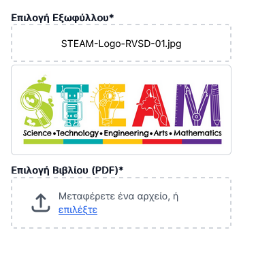 Επιλογή Εξωφύλλου*
STEAM-Logo-RVSD-01.jpg
STEAM
Science•Technology•Engineering•Arts•Mathematics
Επιλογή Βιβλίου (PDF)*
Μεταφέρετε ένα αρχείο, ή
επιλέξτε